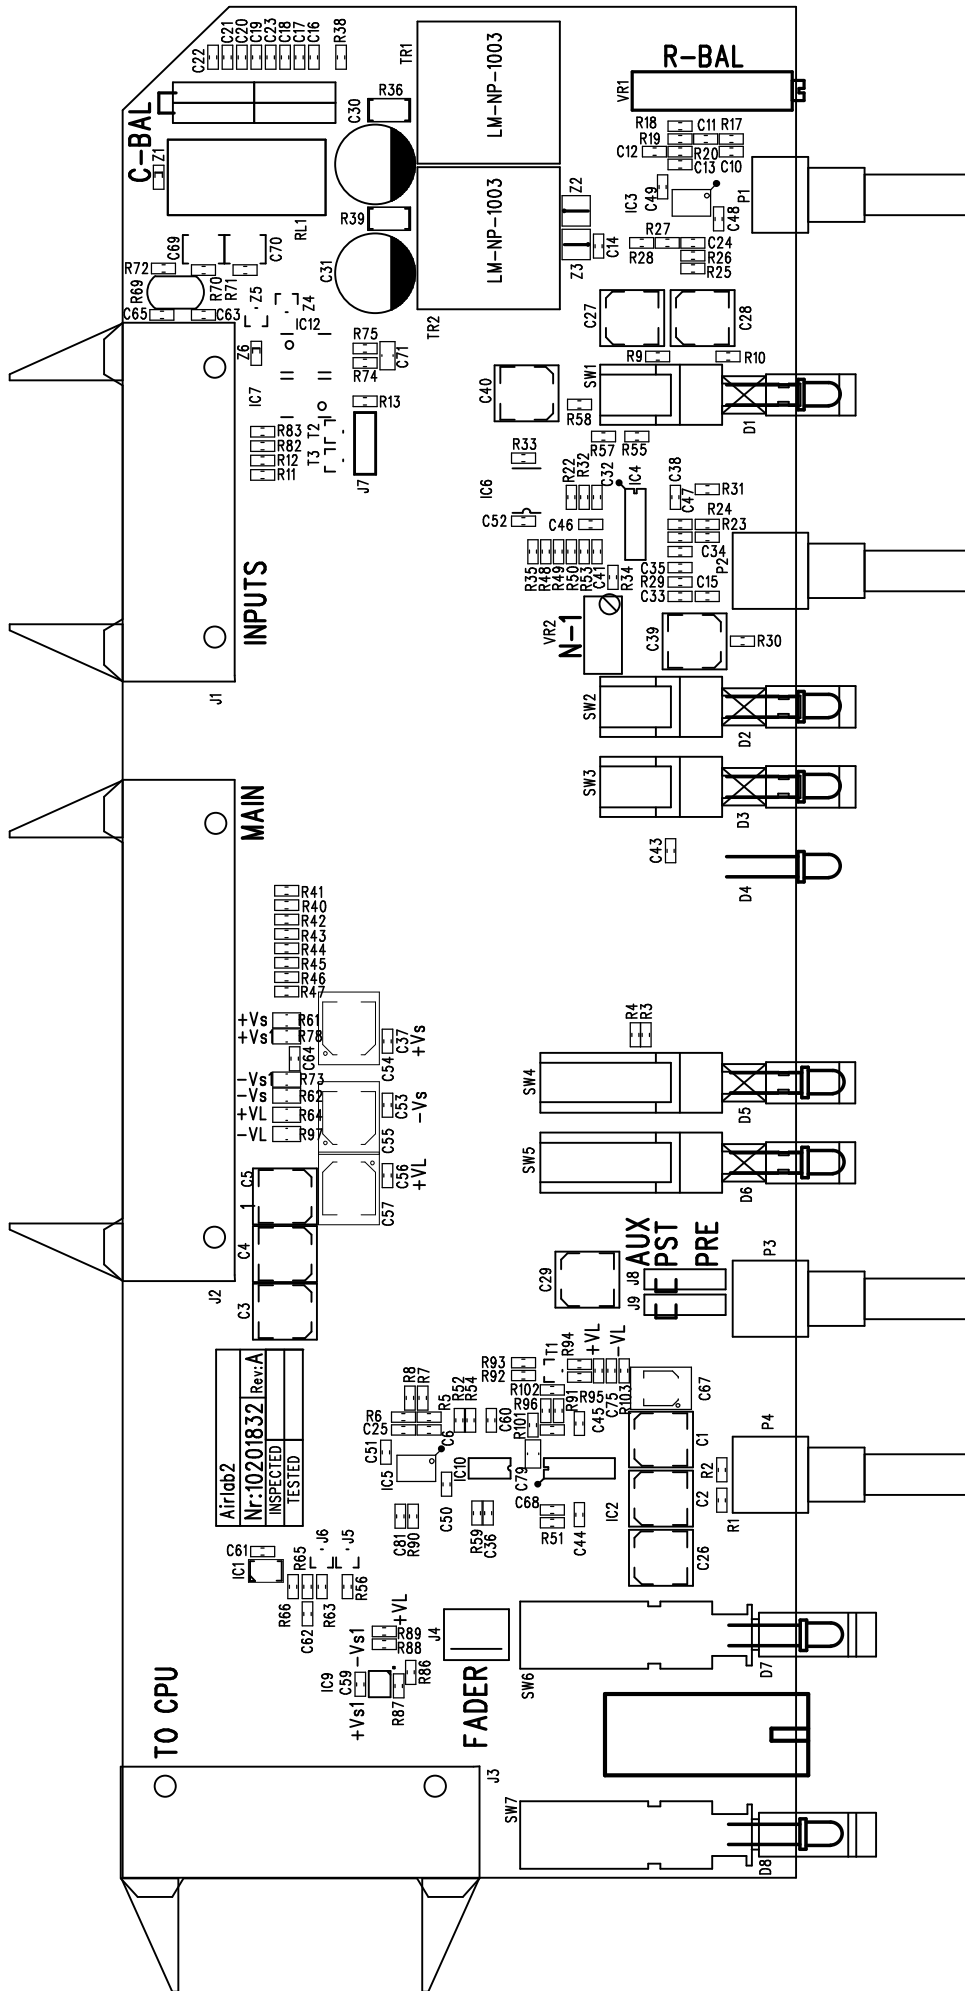 C22
C21
C20
C19
C23
C18
C17
C16
R38
TR1
LM-NP-1003
R-BAL
VR1
C-BAL
Z1
C30
R36
R18
C11
R17
R19
C12
R20
C10
C13
RL1
R39
LM-NP-1003
Z2
IC3
C49
P1
C48
C69
C70
R72
R69
R70
R71
C31
Z3
C14
R27
R28
C24
R26
R25
C65
C63
Z5
Z4
IC12
TR2
C27
C28
R75
Z6
C71
R74
R9
R10
IC7
C40
SW1
R13
R58
D1
R83
R82
R12
R11
T2
T3
J7
R57
R55
R33
IC6
C52
R22
R32
C32
IC4
C38
C47
R31
R24
R23
C46
C34
R35
R48
R49
R50
R53
C41
R34
C35
R29
C33
C15
P2
INPUTS
VR2
N-1
C39
R30
J1
SW2
D2
SW3
D3
MAIN
C43
D4
R41
R40
R42
R43
R44
R45
R46
R47
+Vs
R61
+Vs1
R78
C64
C54
C37
+Vs
R4
R3
-Vs1
R73
-Vs
R62
+VL
R64
-VL
R97
C55
C53
-Vs
SW4
D5
C56
+VL
C57
SW5
D6
C5
1
C4
C3
J2
AUX
PST
PRE
J8
J9
C29
P3
Airlab2
Nr:10201832
Rev:A
INSPECTED
TESTED
R93
R92
R102
T1
R94
+VL
-VL
R8
R7
R6
C25
R5
R52
R54
C60
R101
R96
R91
C45
R95
C75
R103
C67
C51
IC5
C6
IC10
C79
C1
P4
C50
C68
R51
C44
IC2
C2
R2
R1
C81
R90
R59
C36
C26
C61
IC1
R65
J6
J5
R66
C62
R63
R56
-Vs1
+VL
R89
R88
J4
TO CPU
IC9
C59
+Vs1
R86
R87
FADER
SW6
D7
J3
SW7
D8